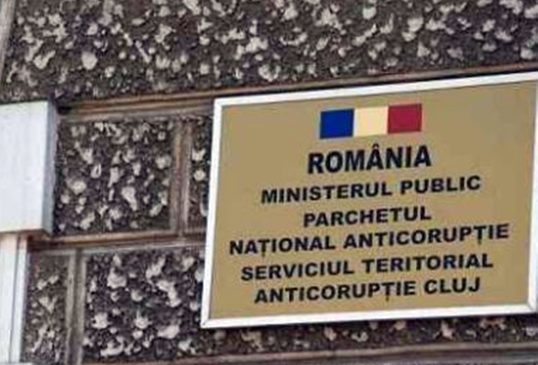 ROMÂNIA
MINISTERUL PUBLIC
PARCHETUL
NAȚIONAL ANTICORUPȚIE
SERVICIUL TERITORIAL
ANTICORUPȚIE CLUJ